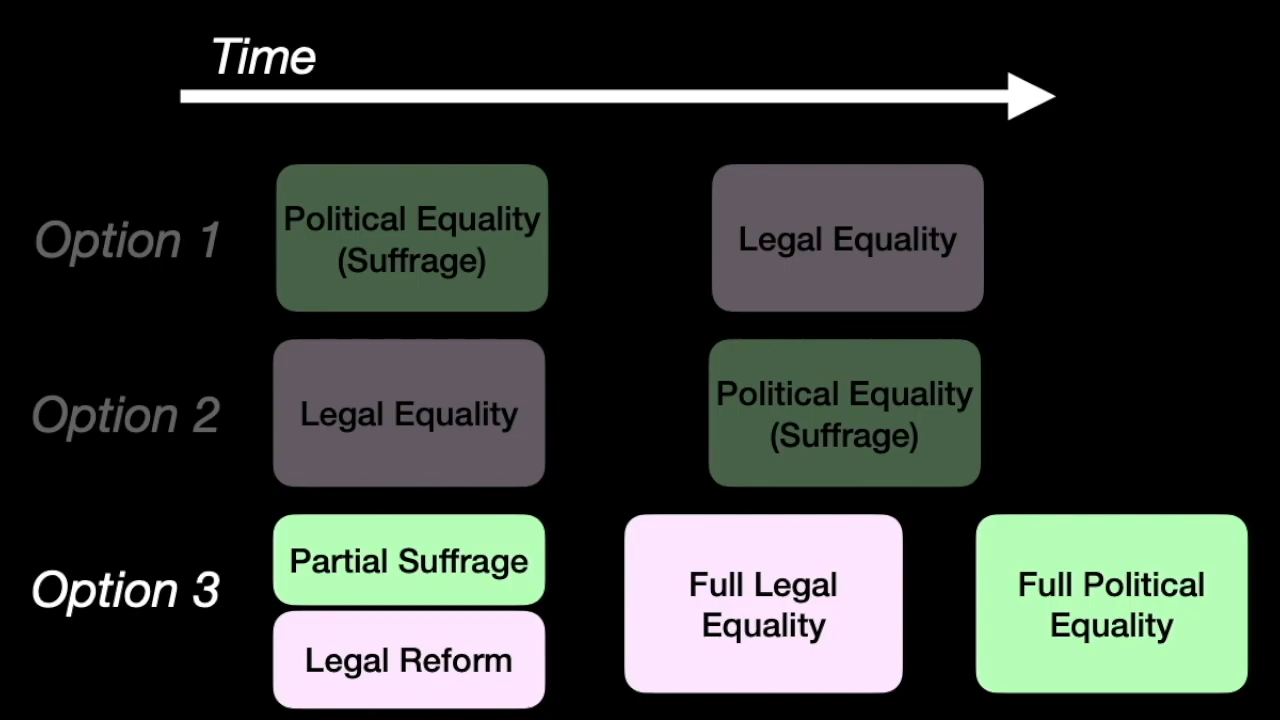 Time
Option 1
Political Equality
(Suffrage)
Legal Equality
Option 2
Legal Equality
Political Equality
(Suffrage)
Option 3
Partial Suffrage
Legal Reform
Full Legal
Equality
Full Political
Equality